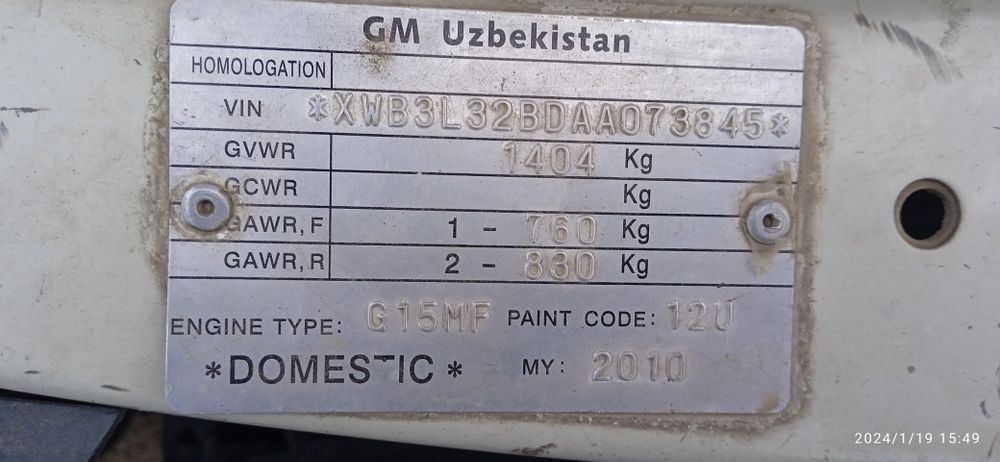 GM Uzbekistan
HOMOLOGATION
VIN *XWB3L32BDAA073845*
GVWR 1404 Kg
GCWR Kg
GAWR, F 1 - 760 Kg
GAWR, R 2 - 830 Kg
ENGINE TYPE: G15MF PAINT CODE: 12U
*DOMESTIC* MY: 2010
2024/1/19 15:49